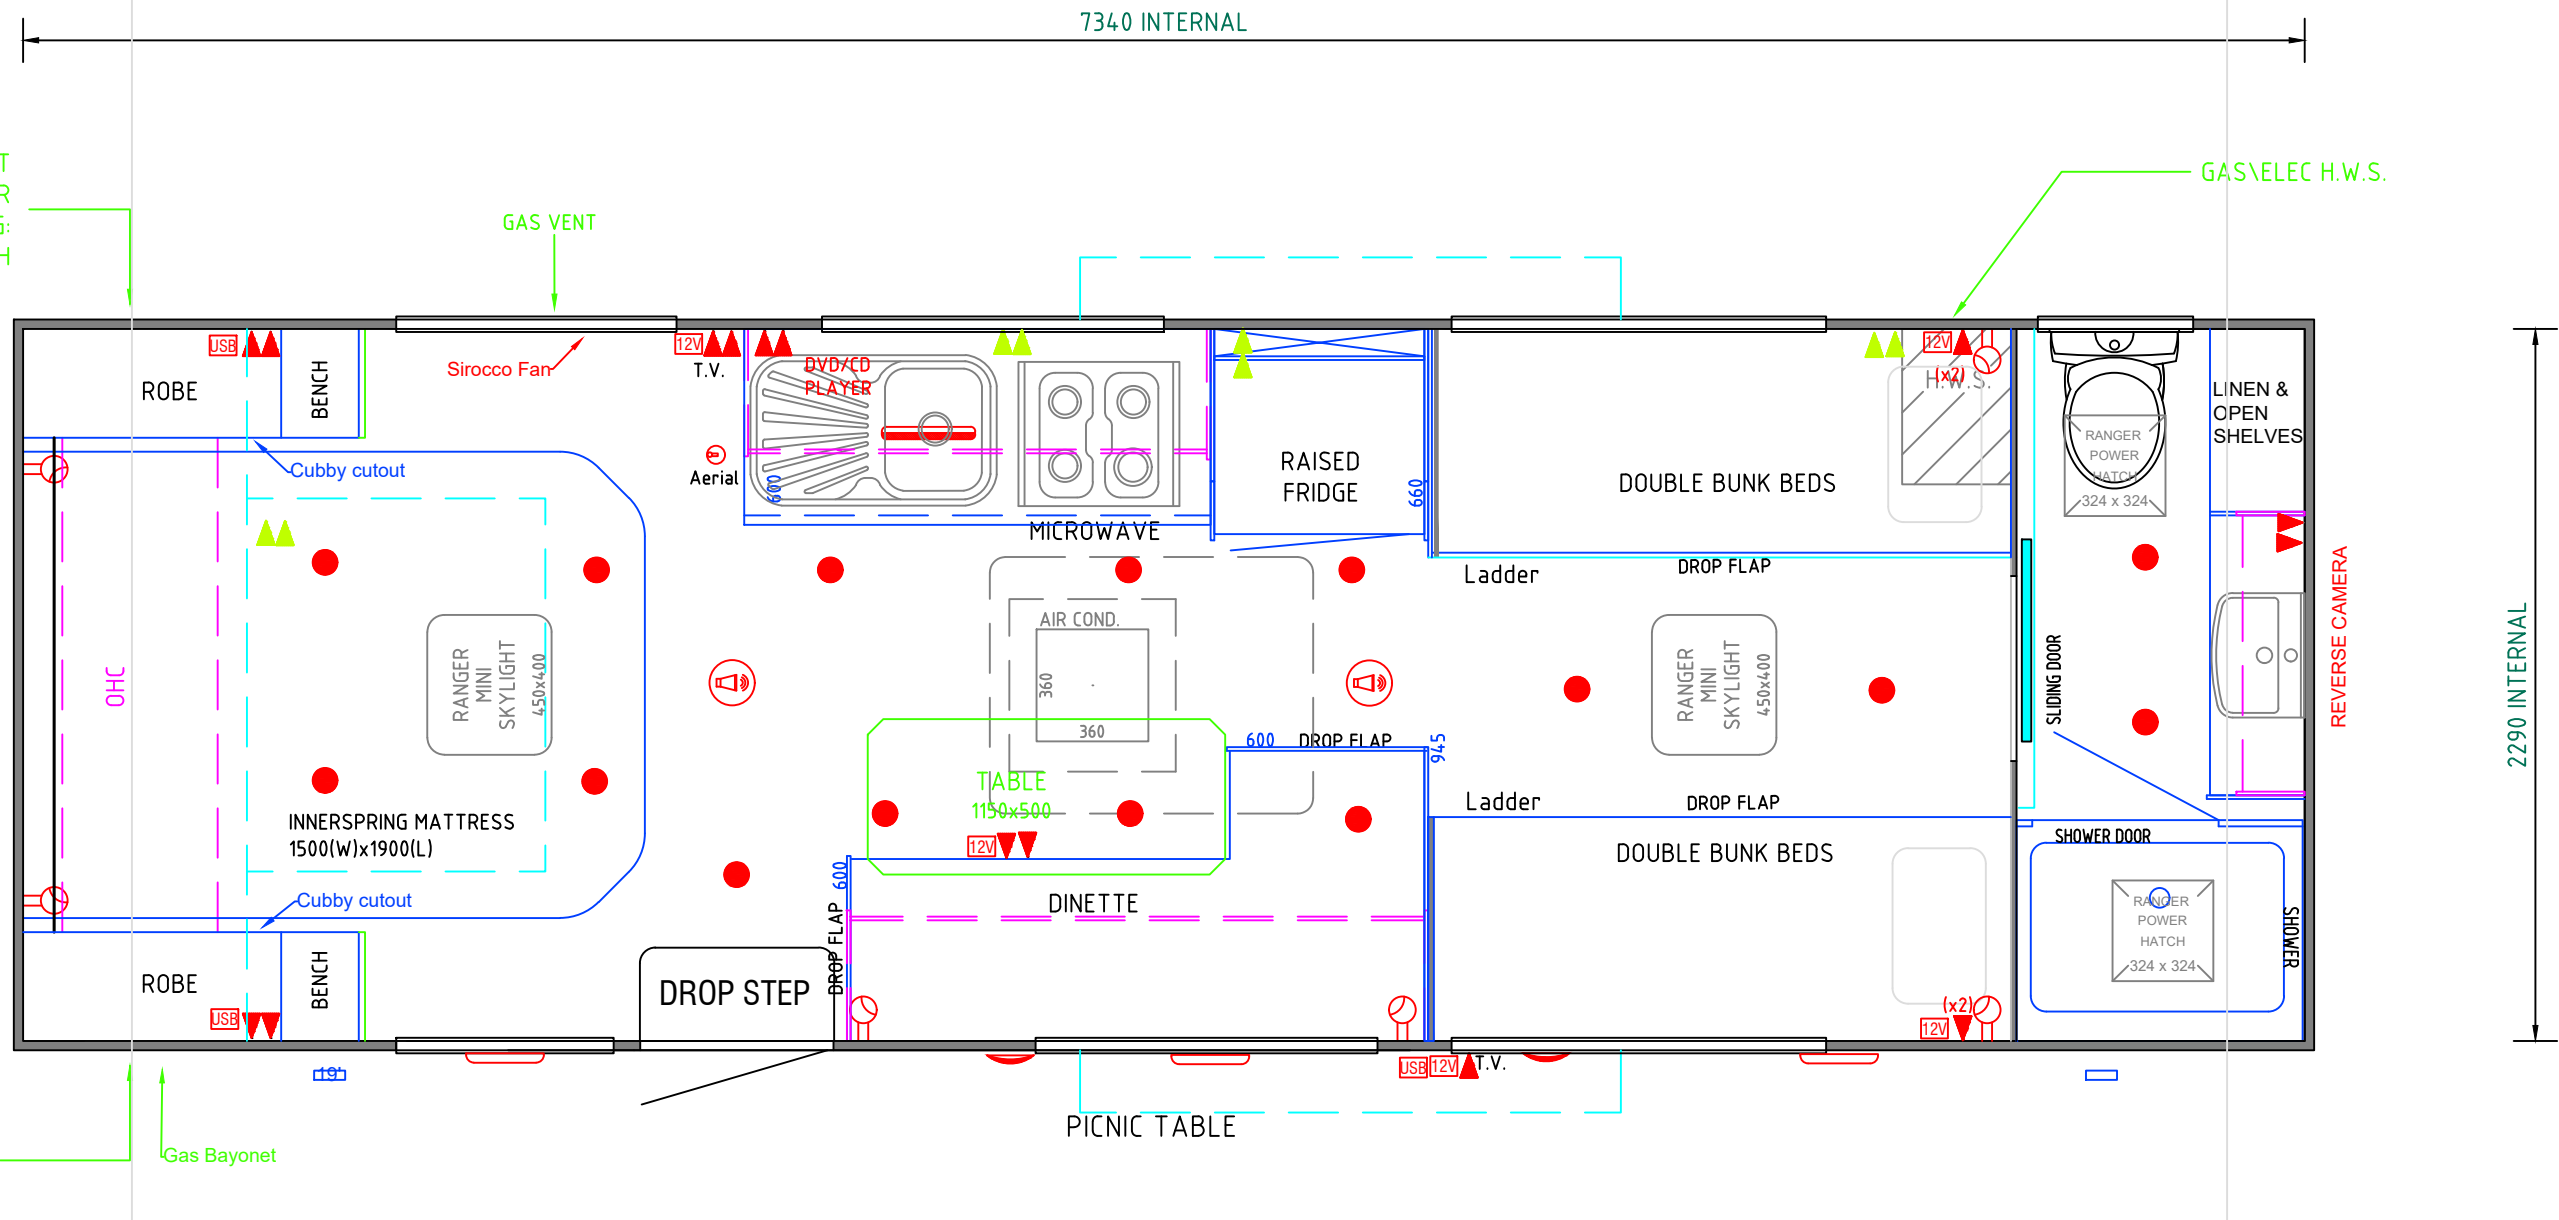 7340 INTERNAL
T
R
G:
H
GAS VENT
GAS\ELEC H.W.S.
USB
ROBE
BENCH
Sirocco Fan
12V
T.V.
DVD/CD
PLAYER
Aerial
600
MICROWAVE
RAISED
FRIDGE
660
DOUBLE BUNK BEDS
12V
(x2)
H.W.S.
RANGER
POWER
HATCH
324 x 324
LINEN &
OPEN
SHELVES
Cubby cutout
OHC
RANGER
MINI
SKYLIGHT
450x400
AIR COND.
360
360
Ladder
DROP FLAP
RANGER
MINI
SKYLIGHT
450x400
SLIDING DOOR
REVERSE CAMERA
2290 INTERNAL
INNERSPRING MATTRESS
1500(W)x1900(L)
TABLE
1150x500
12V
600
DROP FLAP
945
Ladder
DROP FLAP
DOUBLE BUNK BEDS
SHOWER DOOR
Cubby cutout
600
DINETTE
DROP FLAP
RANGER
POWER
HATCH
324 x 324
SHOWER
ROBE
BENCH
USB
DROP STEP
(x2)
12V
19'
USB
12V
T.V.
PICNIC TABLE
Gas Bayonet